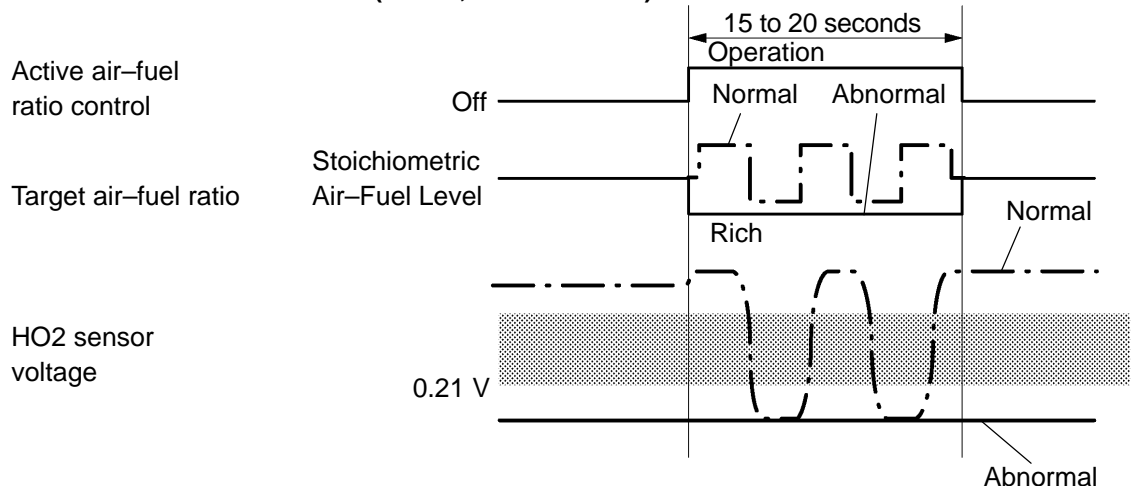 15 to 20 seconds
Operation
Active air–fuel
ratio control
Off
Normal
Abnormal
Stoichiometric
Air–Fuel Level
Target air–fuel ratio
Rich
Normal
HO2 sensor
voltage
0.21 V
Abnormal